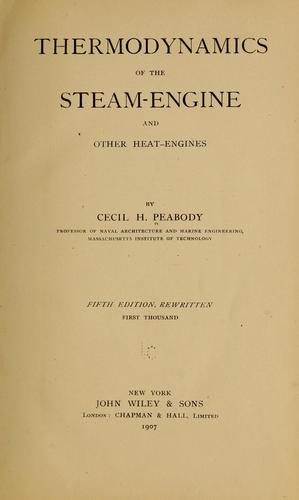 THERMODYNAMICS
OF THE
STEAM-ENGINE
AND
OTHER HEAT-ENGINES
BY
CECIL H. PEABODY
PROFESSOR OF NAVAL ARCHITECTURE AND MARINE ENGINEERING,
MASSACHUSETTS INSTITUTE OF TECHNOLOGY
FIFTH EDITION, REWRITTEN
FIRST THOUSAND
NEW YORK
JOHN WILEY & SONS
LONDON: CHAPMAN & HALL, LIMITED
1907